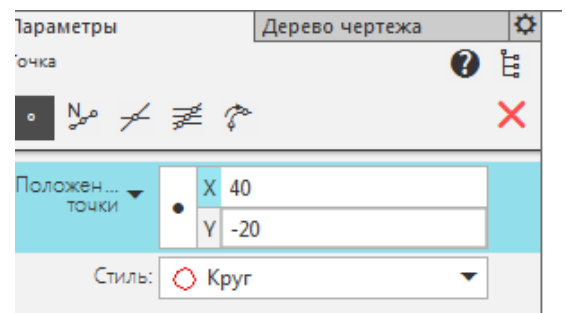 Параметры Дерево чертежа
Точка
N
Положен... X 40
точки Y -20
Стиль: Круг